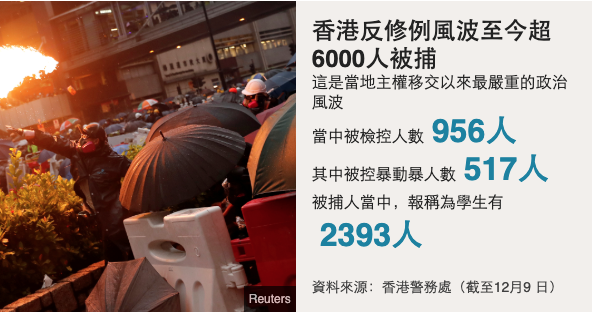 香港反修例風波至今超
6000人被捕
這是當地主權移交以來最嚴重的政治
風波
當中被檢控人數 956人
其中被控暴動暴人數 517人
被捕人當中，報稱為學生有
2393人
資料來源：香港警務處（截至12月9 日）
Reuters